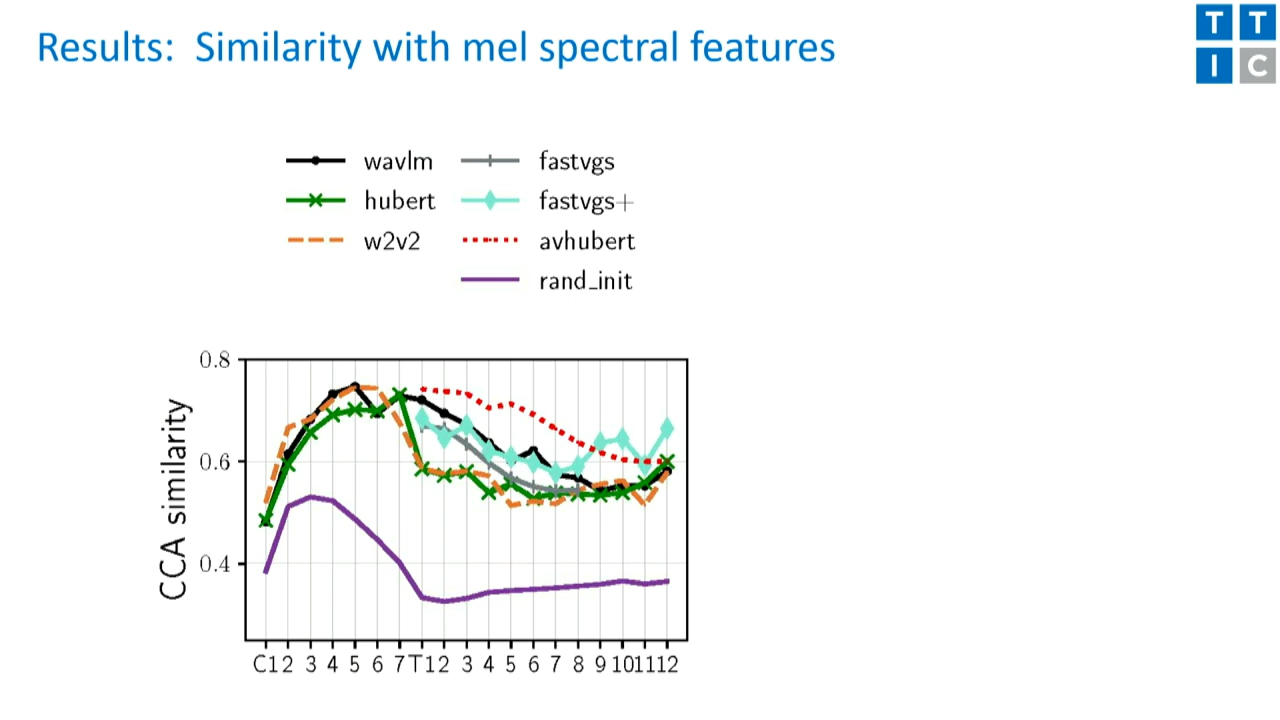 Results: Similarity with mel spectral features
T T
I C
wavlm fastvgs
hubert fastvgs+
w2v2 avhubert
rand_init
0.8
0.6
0.4
CCA similarity
C1 2 3 4 5 6 7 T1 2 3 4 5 6 7 8 9 10 11 12